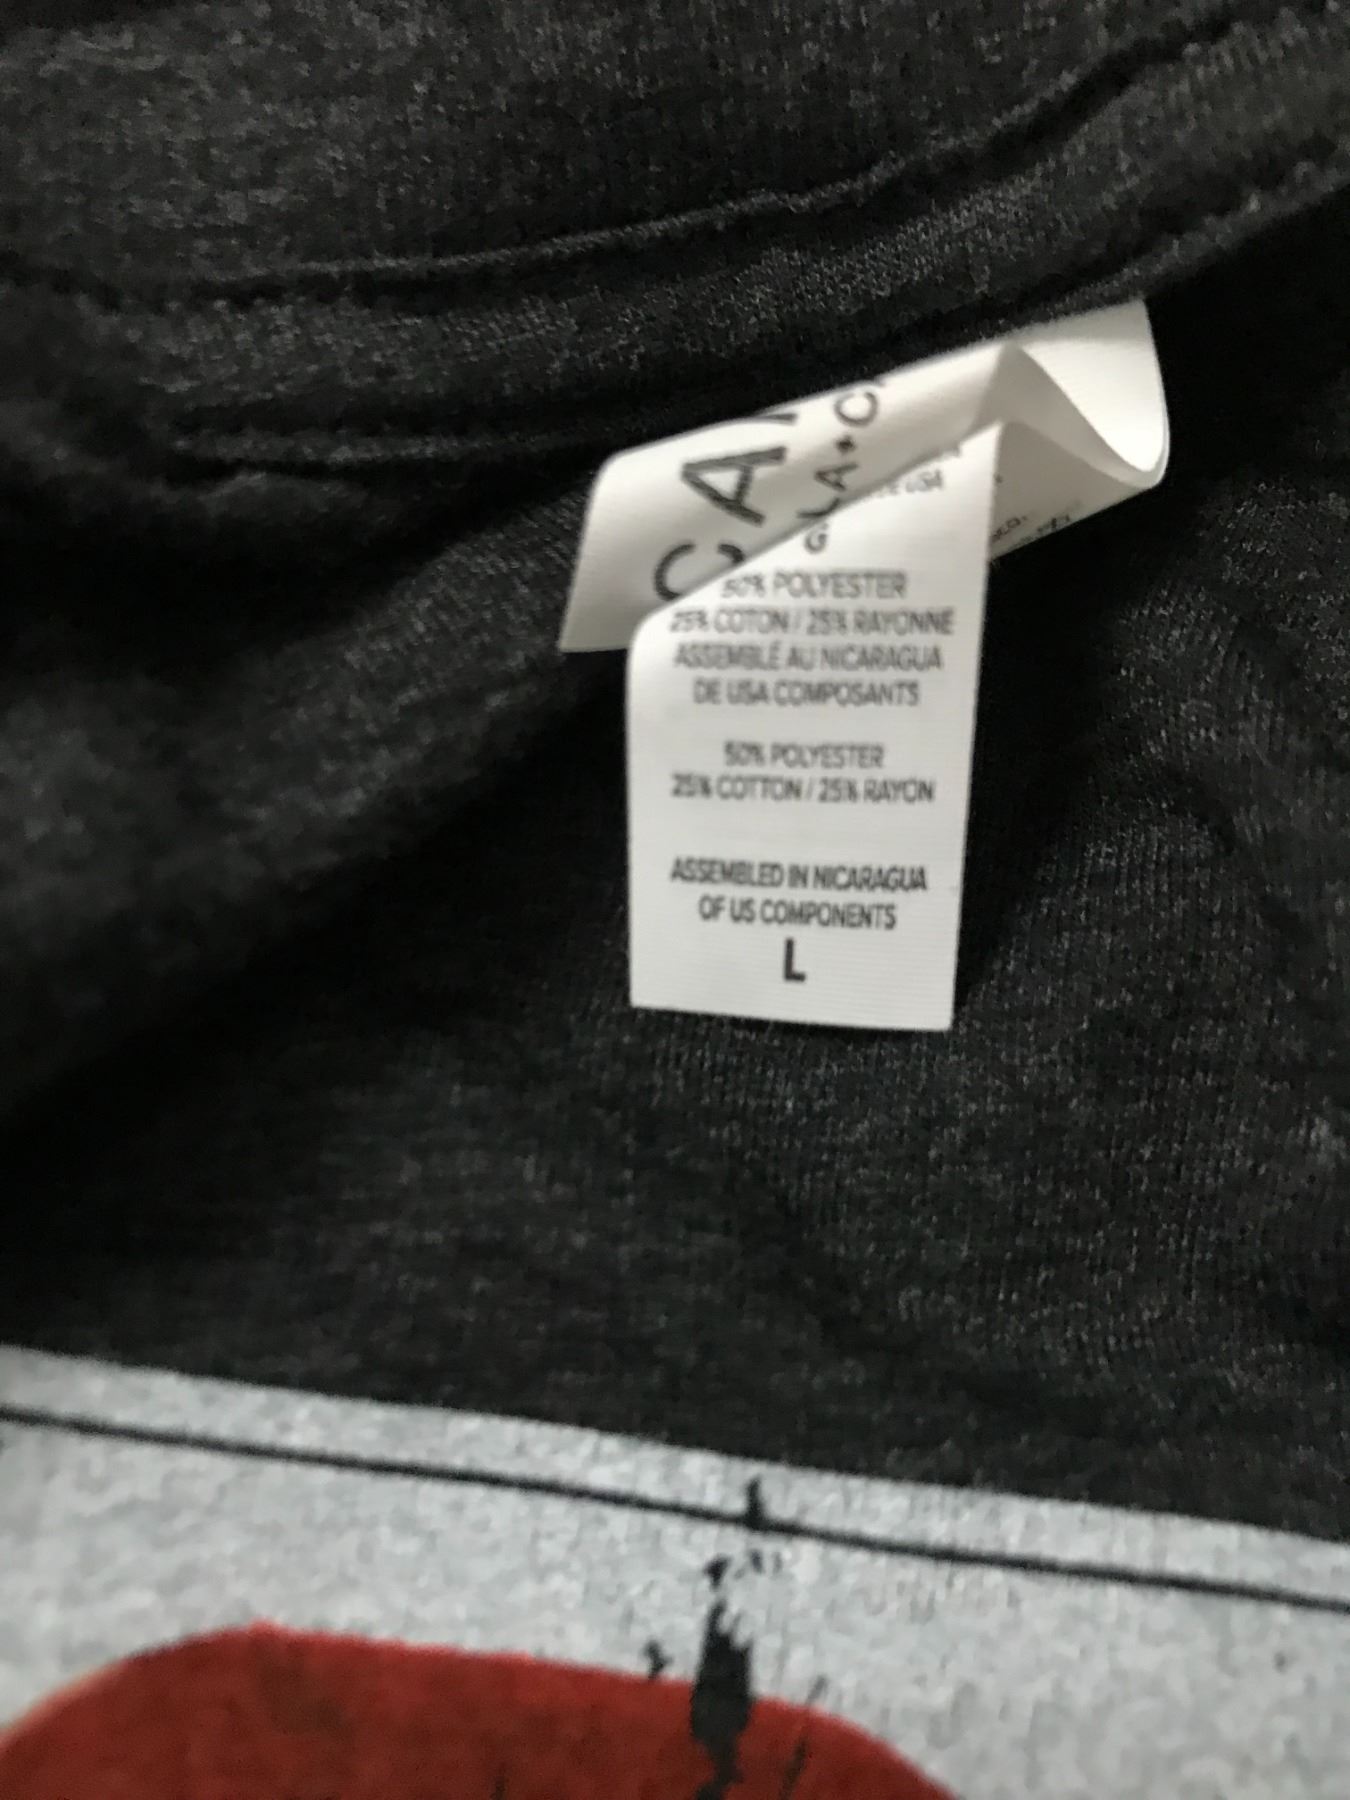 CAN
50% POLYESTER
25% COTON / 25% RAYONNE
ASSEMBLÉ AU NICARAGUA
DE USA COMPOSANTS
50% POLYESTER
25% COTTON / 25% RAYON
ASSEMBLED IN NICARAGUA
OF US COMPONENTS
L